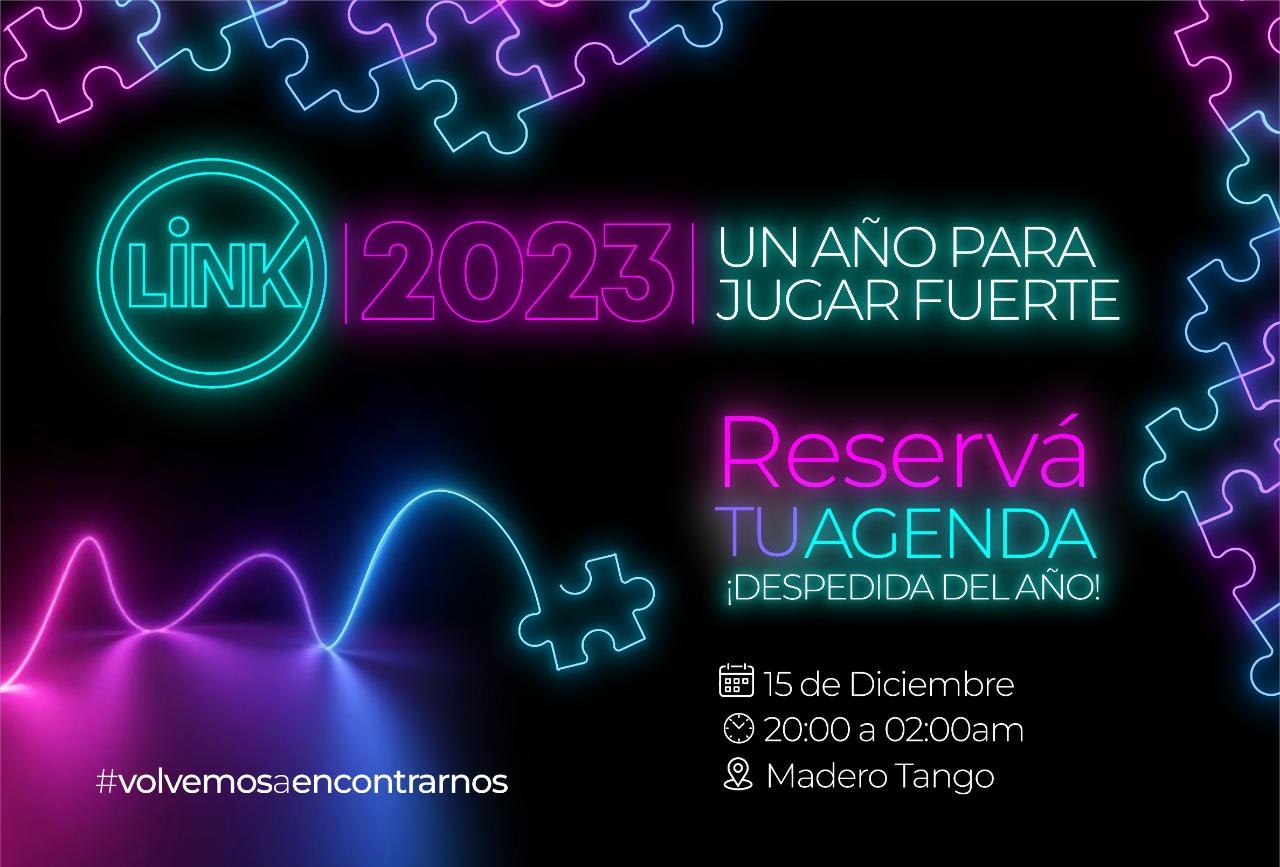 LiNK
2023
UN AÑO PARA
JUGAR FUERTE
Reservá
TU AGENDA
¡DESPEDIDA DEL AÑO!
15 de Diciembre
20:00 a 02:00am
Madero Tango
#volvemosaencontrarnos